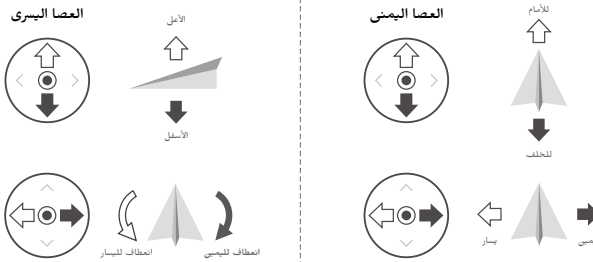 العصا اليسرى
الأعلى
الأسفل
انعطاف لليسار
انعطاف لليمين
العصا اليمنى
للأمام
للخلف
يسار